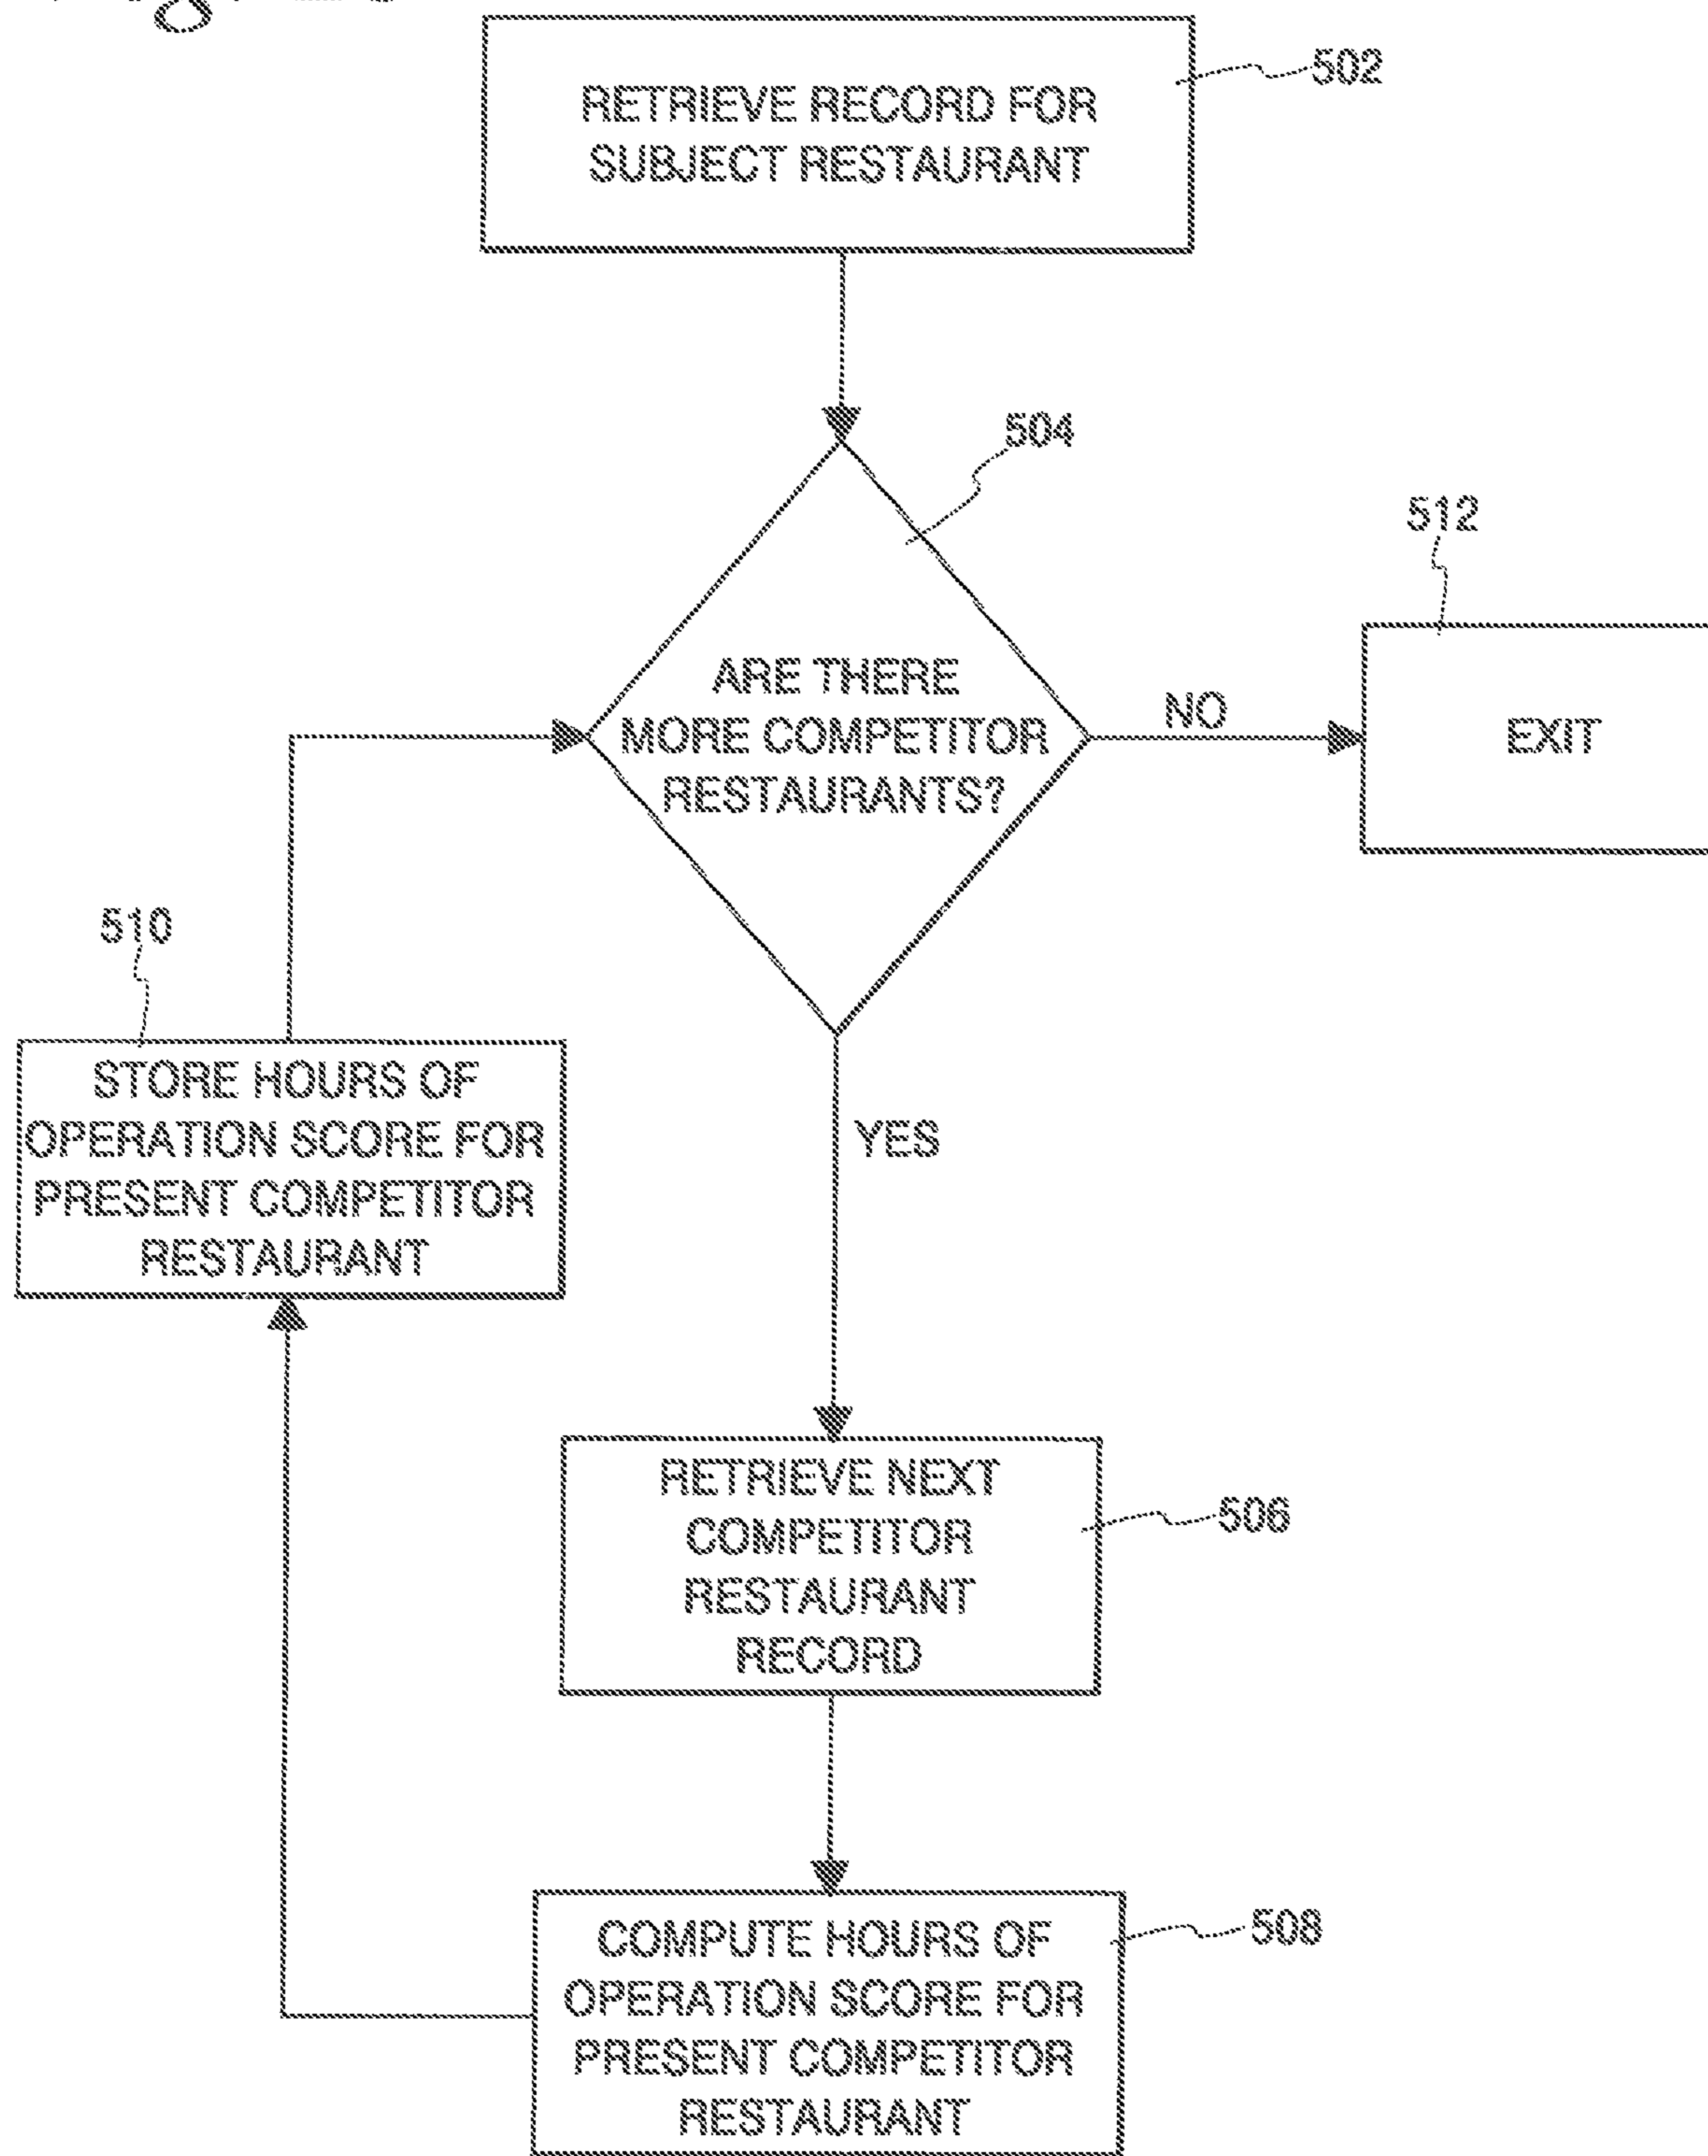 RETRIEVE RECORD FOR
SUBJECT RESTAURANT
502
504
ARE THERE
MORE COMPETITOR
RESTAURANTS?
NO
512
EXIT
510
STORE HOURS OF
OPERATION SCORE FOR
PRESENT COMPETITOR
RESTAURANT
YES
RETRIEVE NEXT
COMPETITOR
RESTAURANT
RECORD
506
COMPUTE HOURS OF
OPERATION SCORE FOR
PRESENT COMPETITOR
RESTAURANT
508